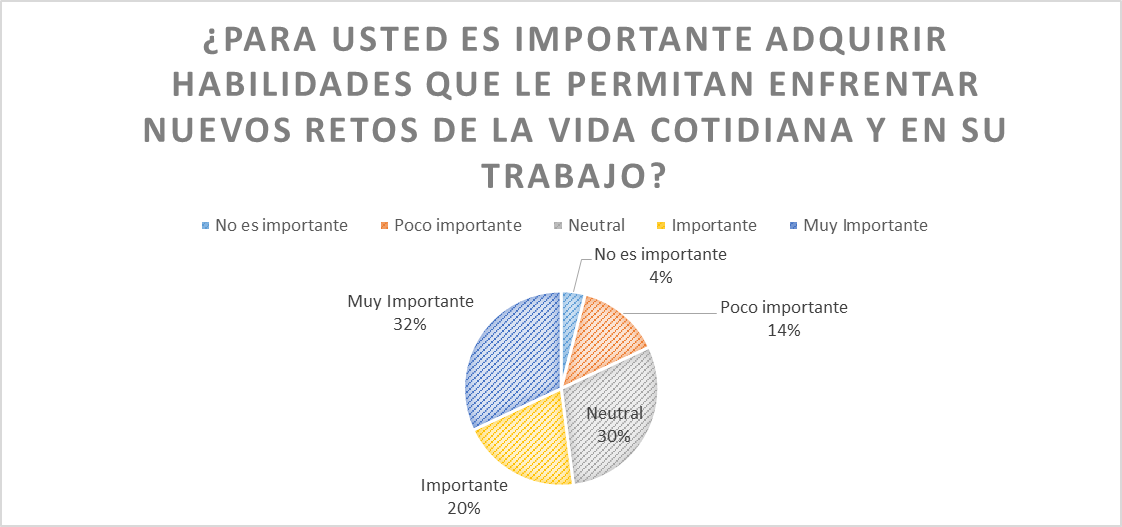 ¿PARA USTED ES IMPORTANTE ADQUIRIR
HABILIDADES QUE LE PERMITAN ENFRENTAR
NUEVOS RETOS DE LA VIDA COTIDIANA Y EN SU
TRABAJO?
No es importante Poco importante Neutral Importante Muy Importante
No es importante
4%
Poco importante
14%
Muy Importante
32%
Neutral
30%
Importante
20%